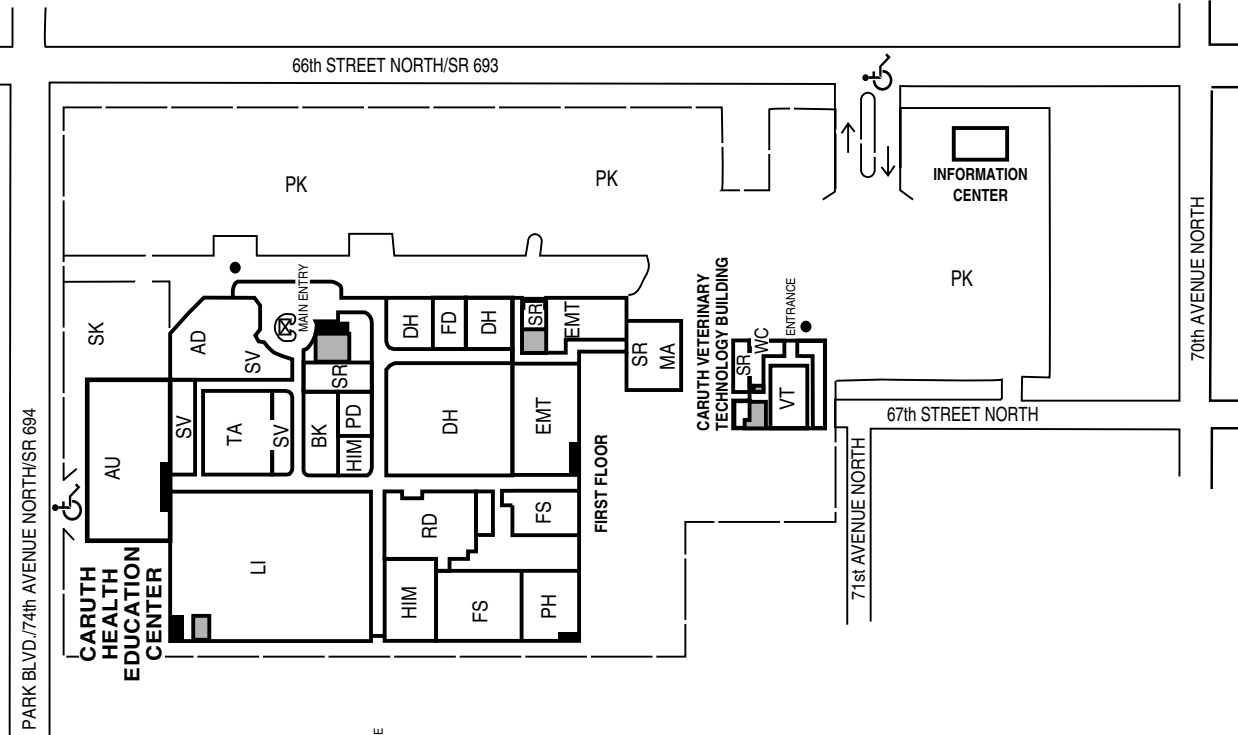 66th STREET NORTH/SR 693
PK
PK
INFORMATION
CENTER
PK
70th AVENUE NORTH
MAIN ENTRY
SK
AD
SV
SR
DH
FD
DH
SR
EMT
SR
MA
CARUTH VETERINARY
TECHNOLOGY BUILDING
SR
WC
ENTRANCE
VT
67th STREET NORTH
71st AVENUE NORTH
AU
SV
TA
SV
BK
PD
HIM
DH
EMT
FIRST FLOOR
LI
RD
FS
HIM
FS
PH
CARUTH
HEALTH
EDUCATION
CENTER
PARK BLVD./74th AVENUE NORTH/SR 694
E